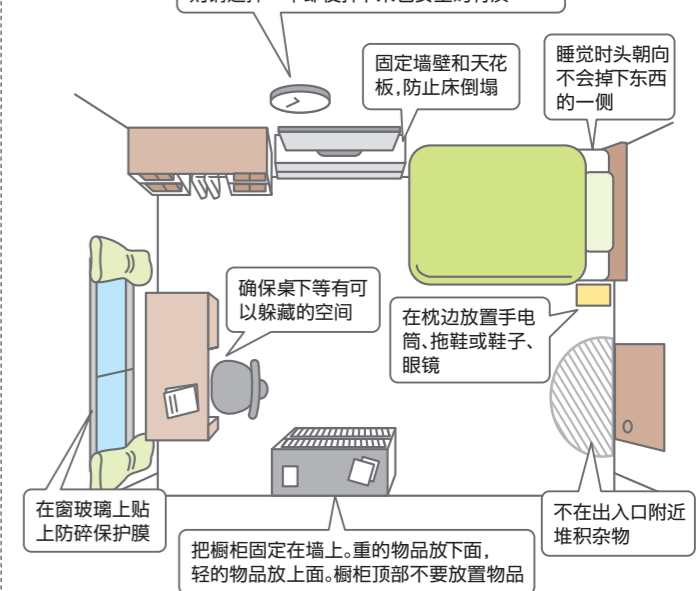 固定墙壁和天花
板,防止床倒塌
睡觉时头朝向
不会掉下东西
的一侧
确保桌下等有可
以躲藏的空间
在枕边放置手电
筒、拖鞋或鞋子、
眼镜
在窗玻璃上贴
上防碎保护膜
把橱柜固定在墙上。重的物品放下面，
轻的物品放上面。橱柜顶部不要放置物品
不在出入口附近
堆积杂物